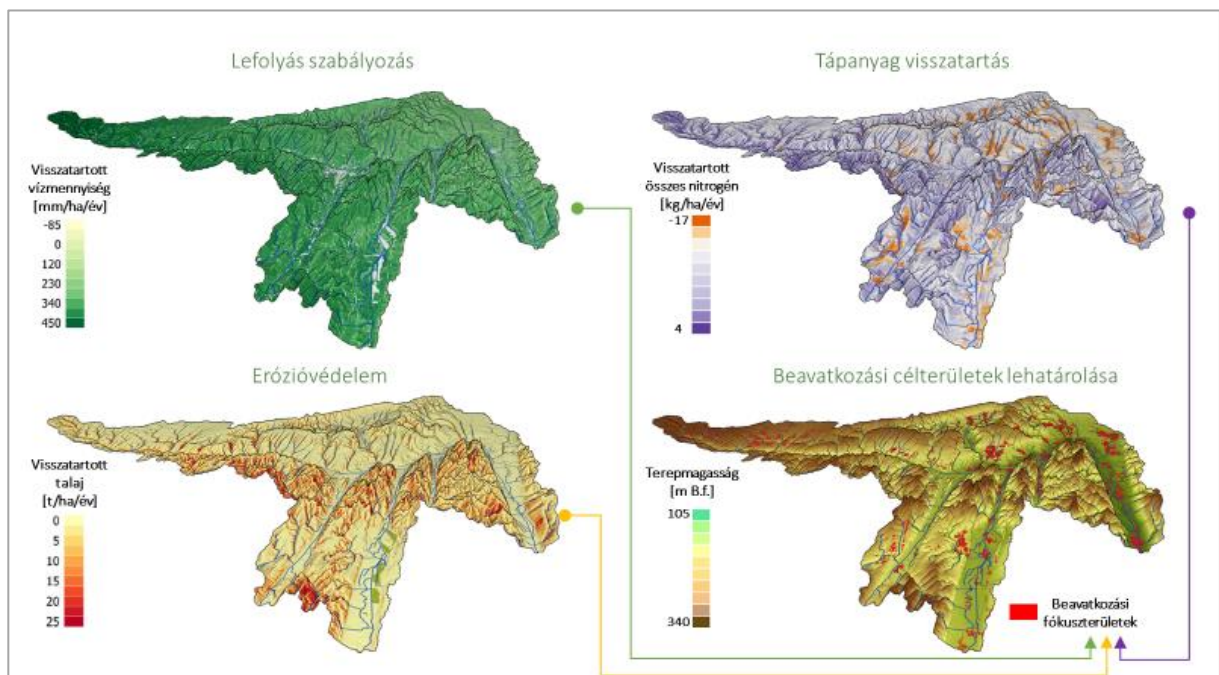 Lefolyás szabályozás
Visszatartott
vízmennyiség
[mm/ha/év]
-85
0
120
230
340
450
Tápanyag visszatartás
Visszatartott
összes nitrogén
[kg/ha/év]
-17
4
Erózióvédelem
Visszatartott
talaj
[t/ha/év]
0
5
10
15
20
25
Beavatkozási célterületek lehatárolása
Terepmagasság
[m B.f.]
105
340
Beavatkozási
fókuszterületek